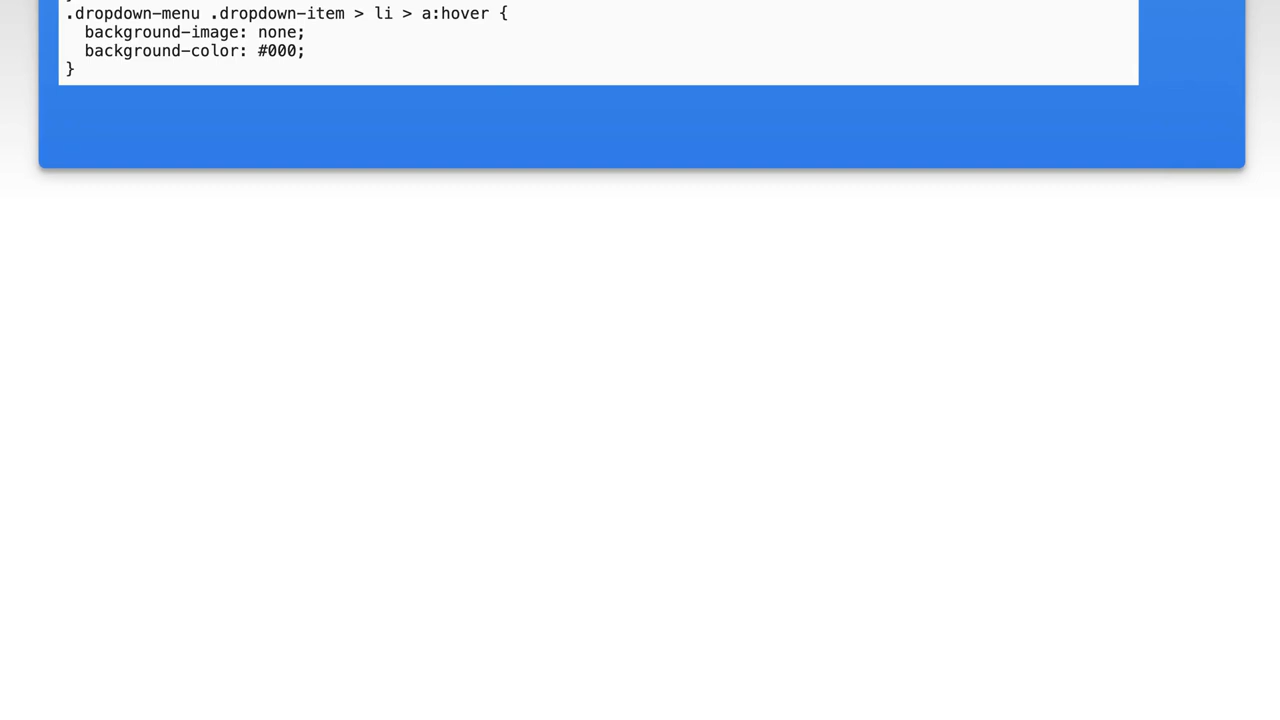 .dropdown-menu .dropdown-item > li > a:hover {
  background-image: none;
  background-color: #000;
}